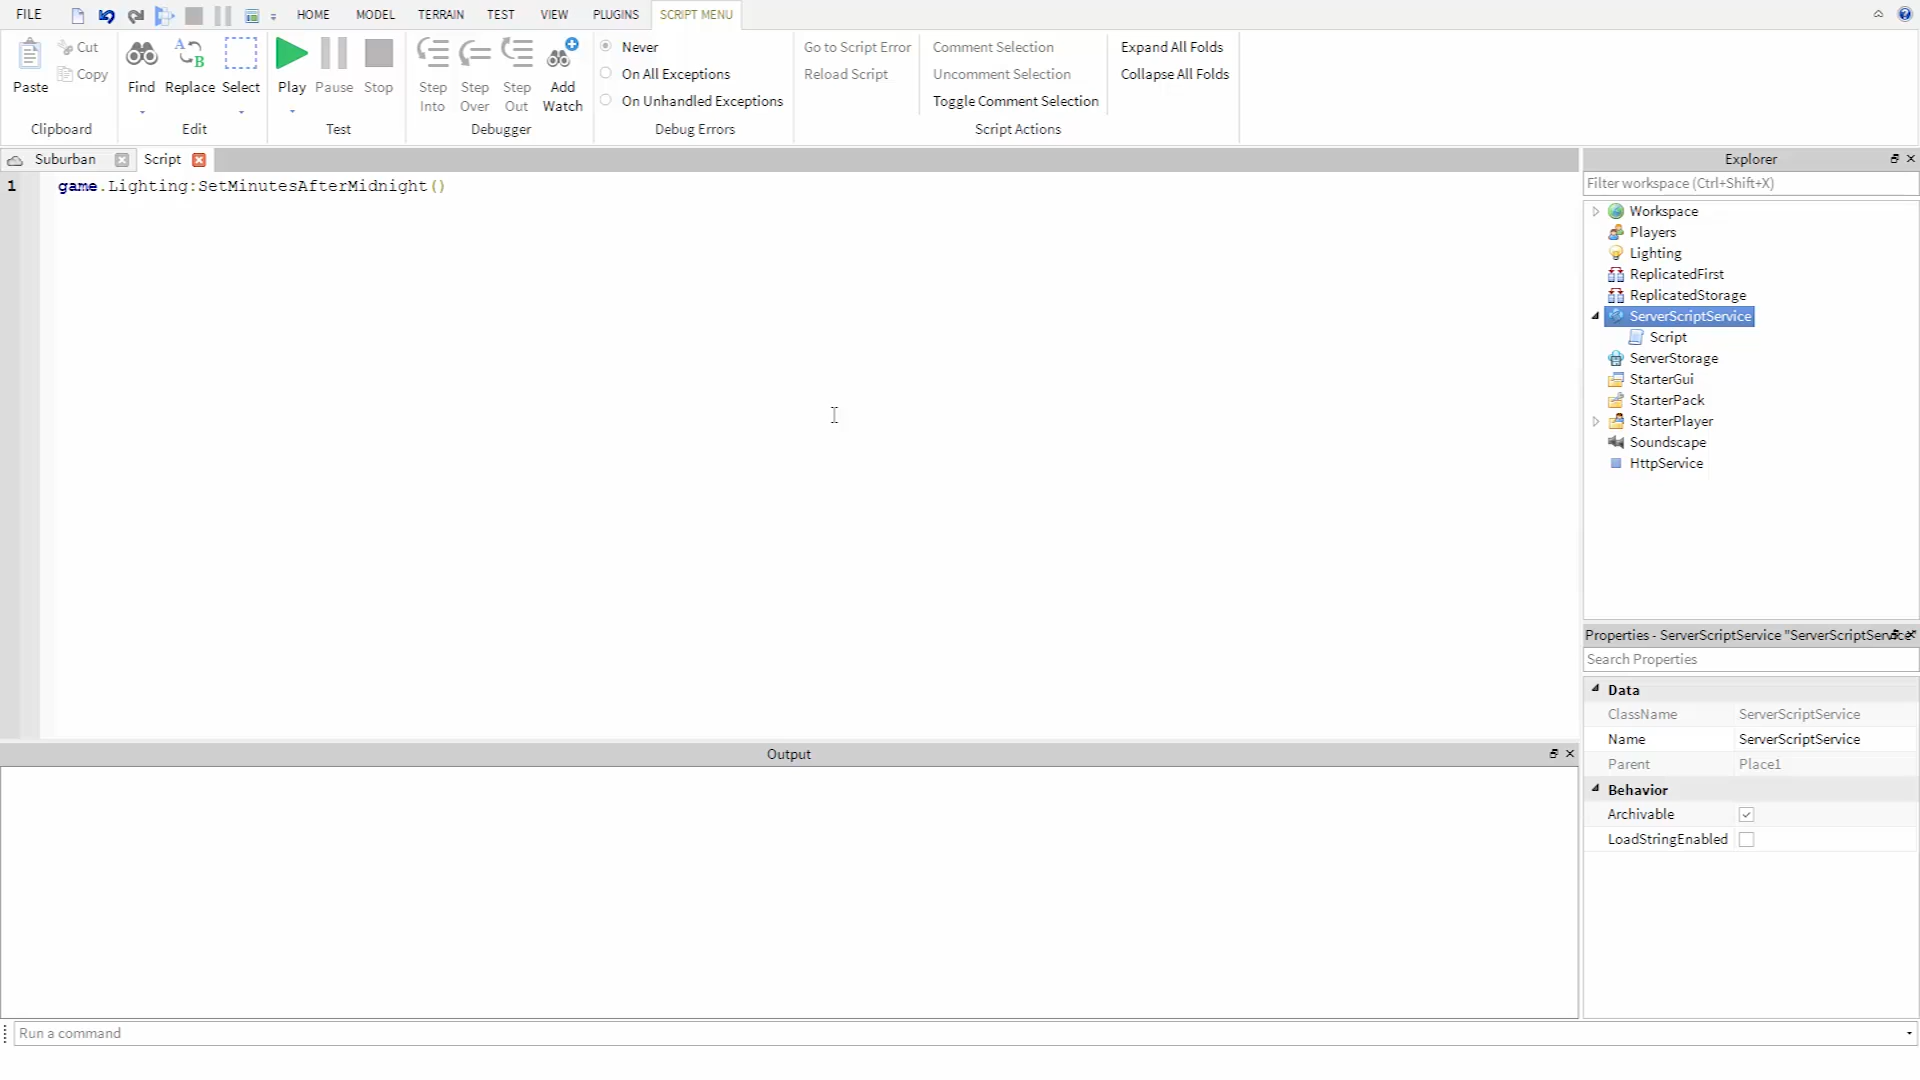 FILE HOME MODEL TERRAIN TEST VIEW PLUGINS SCRIPT MENU
Paste Cut Copy
Clipboard
Find Replace Select
Edit
Play Pause Stop
Test
Step Into Step Over Step Out Add Watch
Debugger
Never
On All Exceptions
On Unhandled Exceptions
Debug Errors
Go to Script Error
Reload Script
Comment Selection
Uncomment Selection
Toggle Comment Selection
Script Actions
Expand All Folds
Collapse All Folds
Suburban Script
1 game.Lighting:SetMinutesAfterMidnight()
Output
Run a command
Explorer
Filter workspace (Ctrl+Shift+X)
Workspace
Players
Lighting
ReplicatedFirst
ReplicatedStorage
ServerScriptService
Script
ServerStorage
StarterGui
StarterPack
StarterPlayer
Soundscape
HttpService
Properties - ServerScriptService "ServerScriptService"
Search Properties
Data
ClassName ServerScriptService
Name ServerScriptService
Parent Place1
Behavior
Archivable
LoadStringEnabled